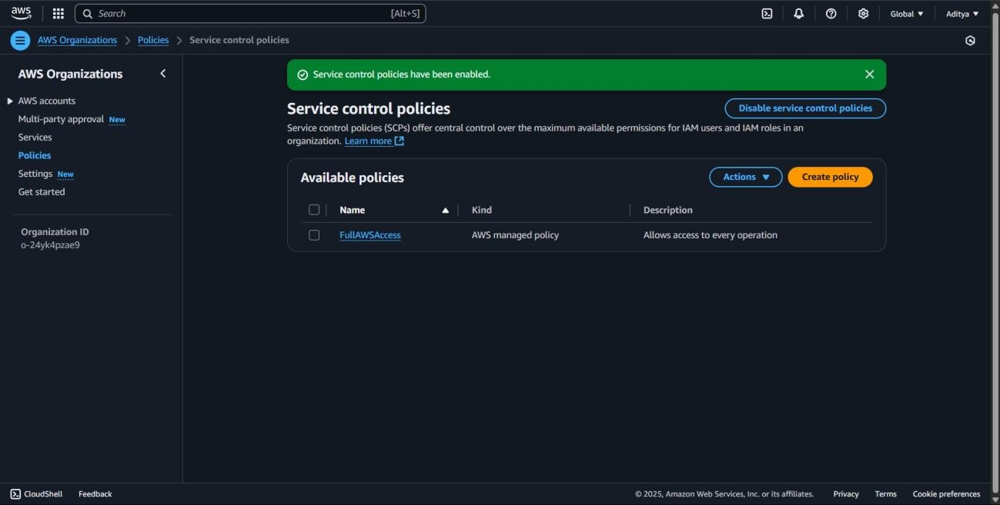 aws
Search [Alt+S]
Global Aditya
AWS Organizations Policies Service control policies
AWS Organizations
AWS accounts
Multi-party approval New
Services
Policies
Settings New
Get started
Organization ID
o-24yk4pzae9
Service control policies have been enabled.
Service control policies Disable service control policies
Service control policies (SCPs) offer central control over the maximum available permissions for IAM users and IAM roles in an
organization. Learn more
Available policies Actions Create policy
Name Kind Description
FullAWSAccess AWS managed policy Allows access to every operation
CloudShell Feedback © 2025, Amazon Web Services, Inc. or its affiliates. Privacy Terms Cookie preferences